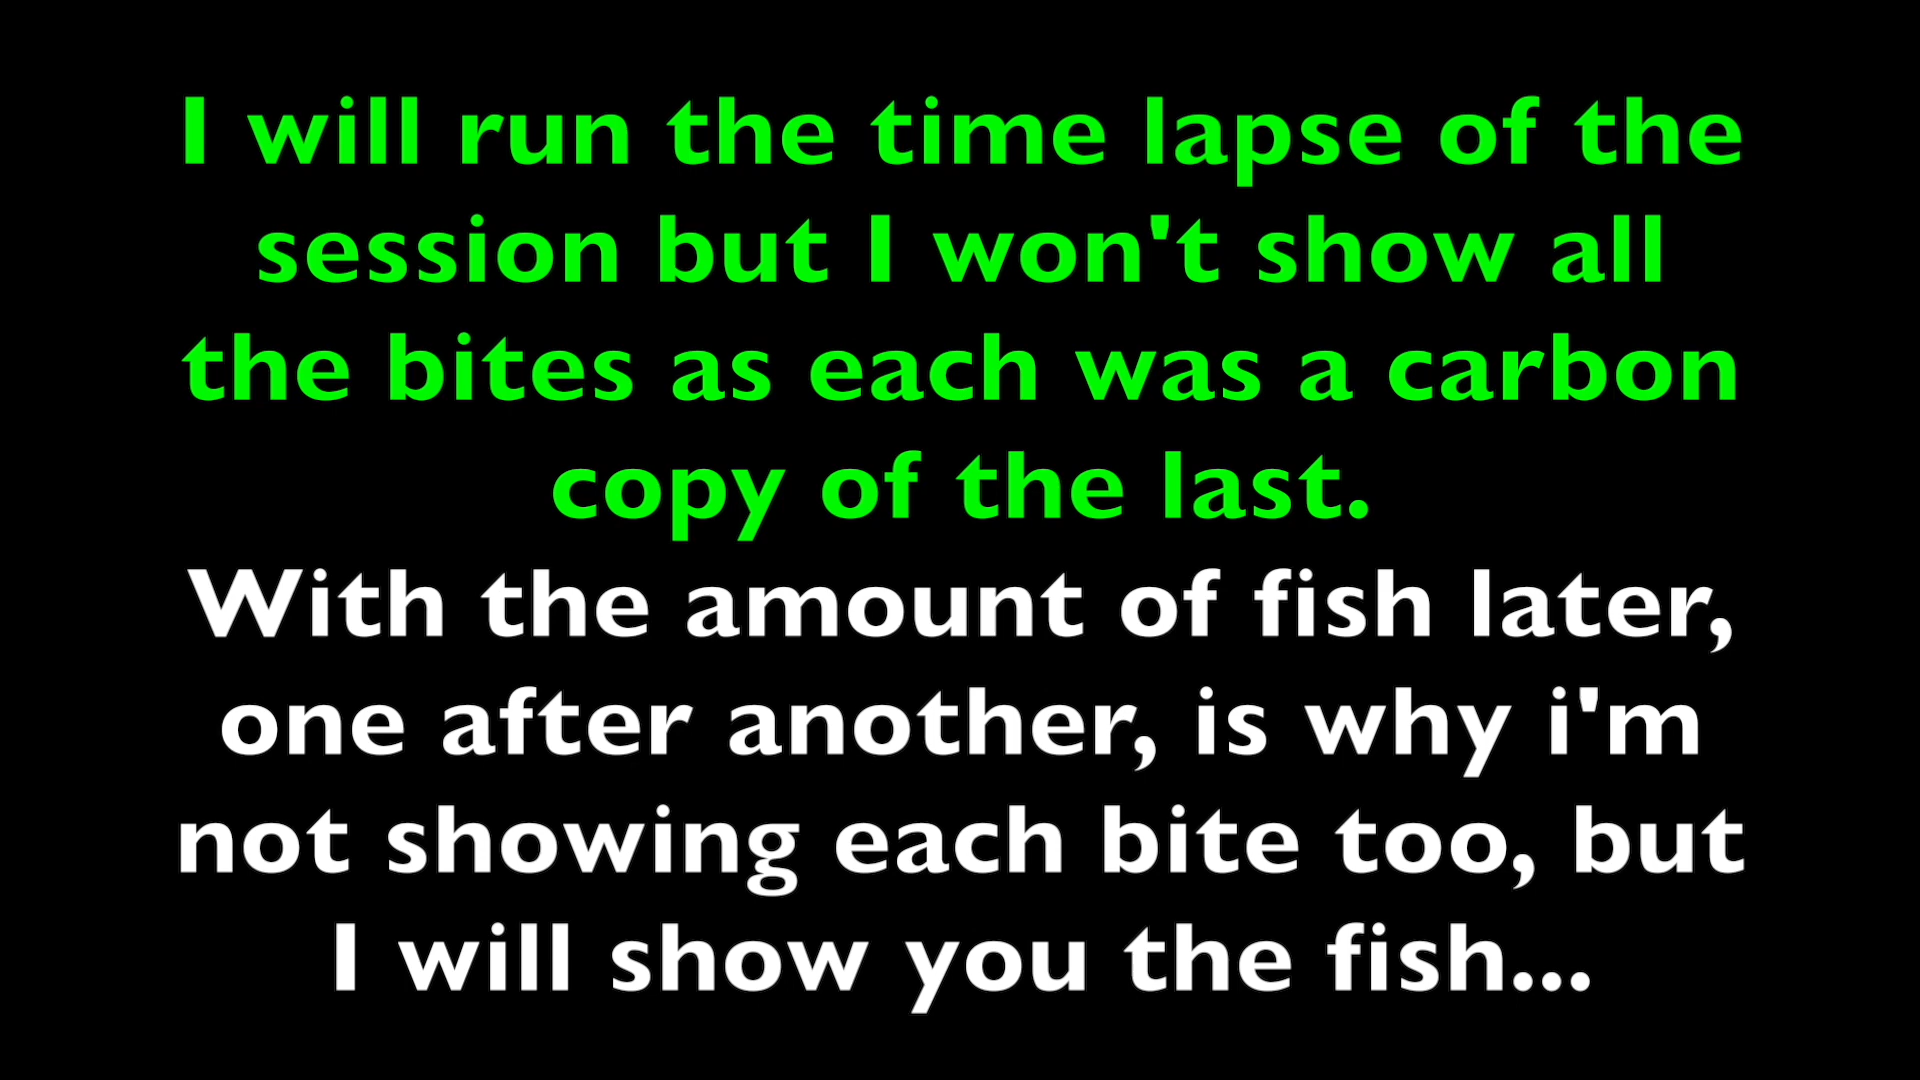 I will run the time lapse of the
session but I won't show all
the bites as each was a carbon
copy of the last.
With the amount of fish later,
one after another, is why i'm
not showing each bite too, but
I will show you the fish...